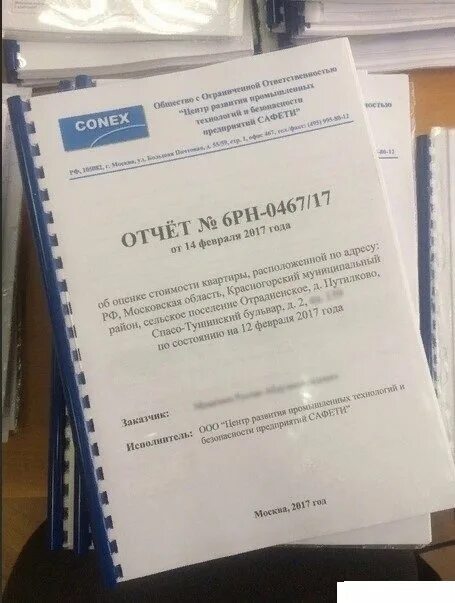 CONEX
Общество с Ограниченной Ответственностью
"Центр развития промышленных
технологий и безопасности
предприятий САФЕТИ"
РФ, 105082, г. Москва, ул. Большая Почтовая, д. 55/59, стр. 1, офис 467, тел./факс: (495) 995-80-12
ОТЧЁТ № 6РН-0467/17
от 14 февраля 2017 года
об оценке стоимости квартиры, расположенной по адресу:
РФ, Московская область, Красногорский муниципальный
район, сельское поселение Отрадненское, д. Путилково,
Спасо-Тушинский бульвар, д. 2,
по состоянию на 12 февраля 2017 года
Заказчик:
Исполнитель: ООО "Центр развития промышленных технологий и
безопасности предприятий САФЕТИ"
Москва, 2017 год